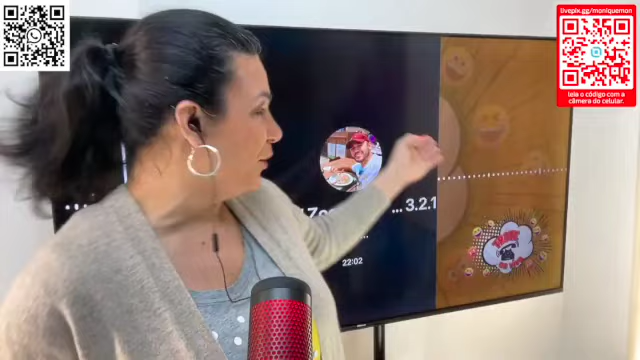 livepix.gg/moniquemon
leia o código com a
câmera do celular.
... 3.2.1
22:02